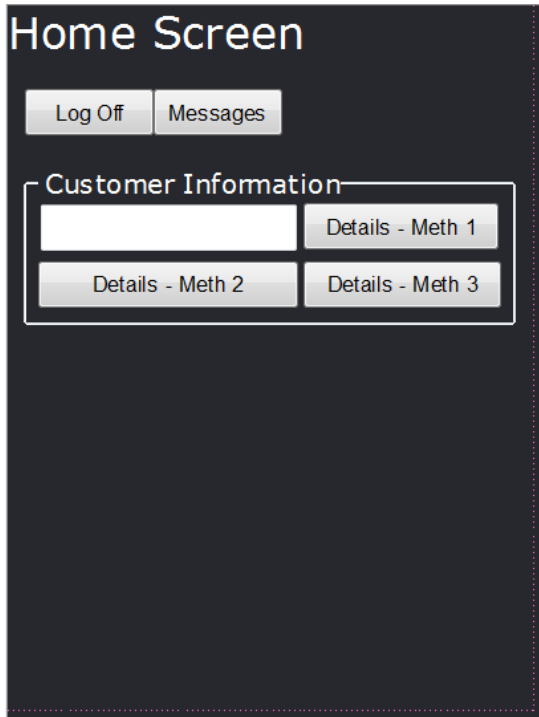 Home Screen
Log Off Messages
Customer Information
Details - Meth 1
Details - Meth 2 Details - Meth 3